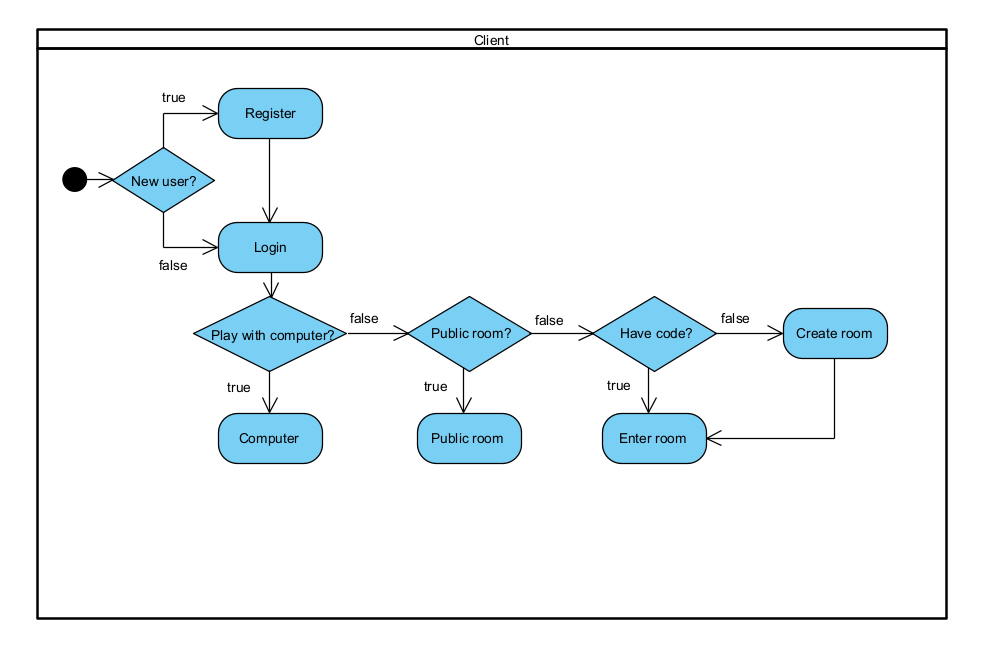 Client
true
Register
New user?
Login
false
Play with computer?
false
Public room?
false
Have code?
false
Create room
true
true
true
Computer
Public room
Enter room